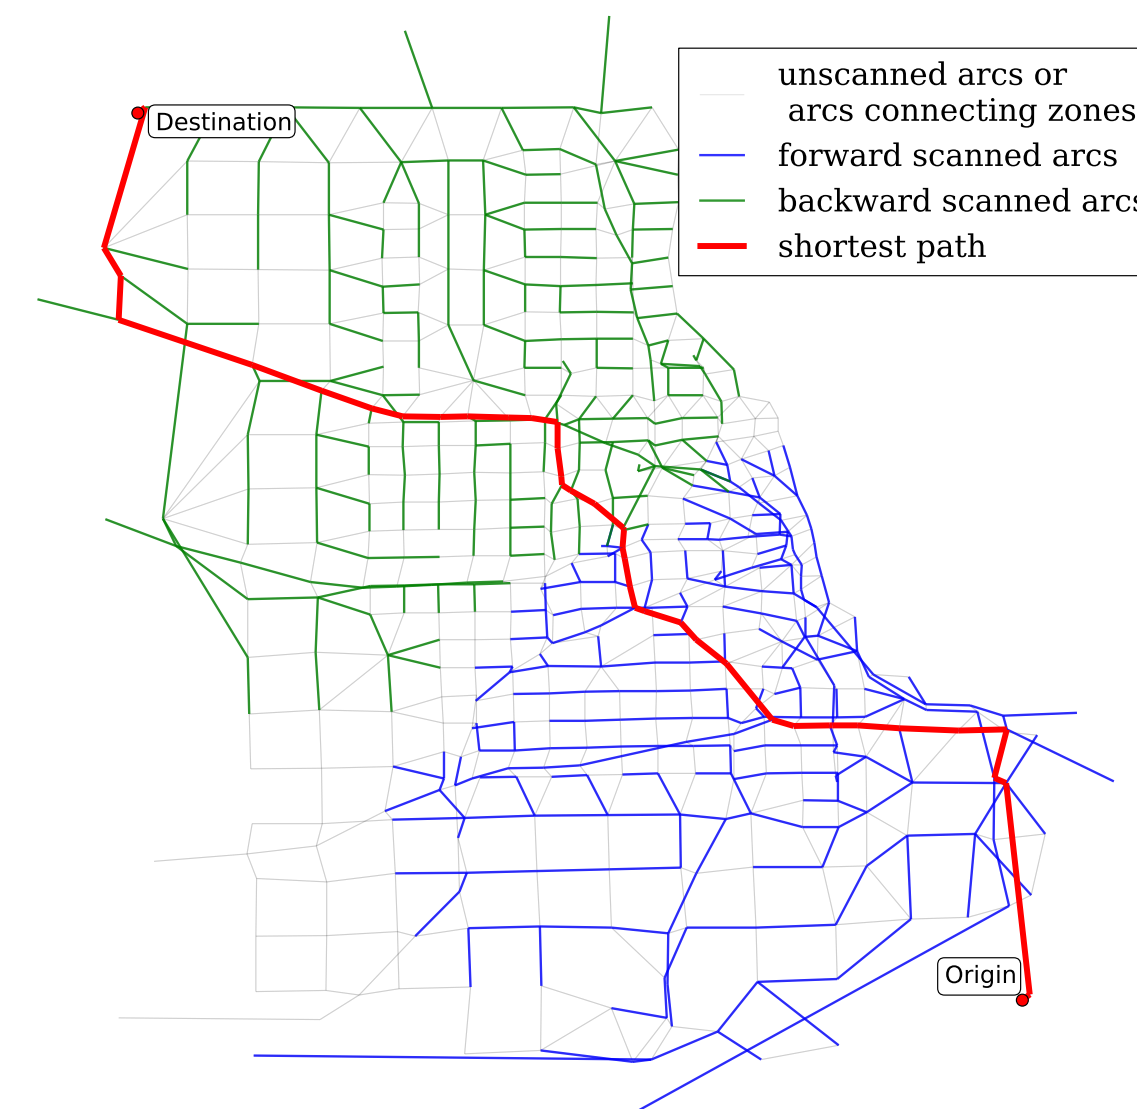 Destination
unscanned arcs or
arcs connecting zones
forward scanned arcs
backward scanned arcs
shortest path
Origin